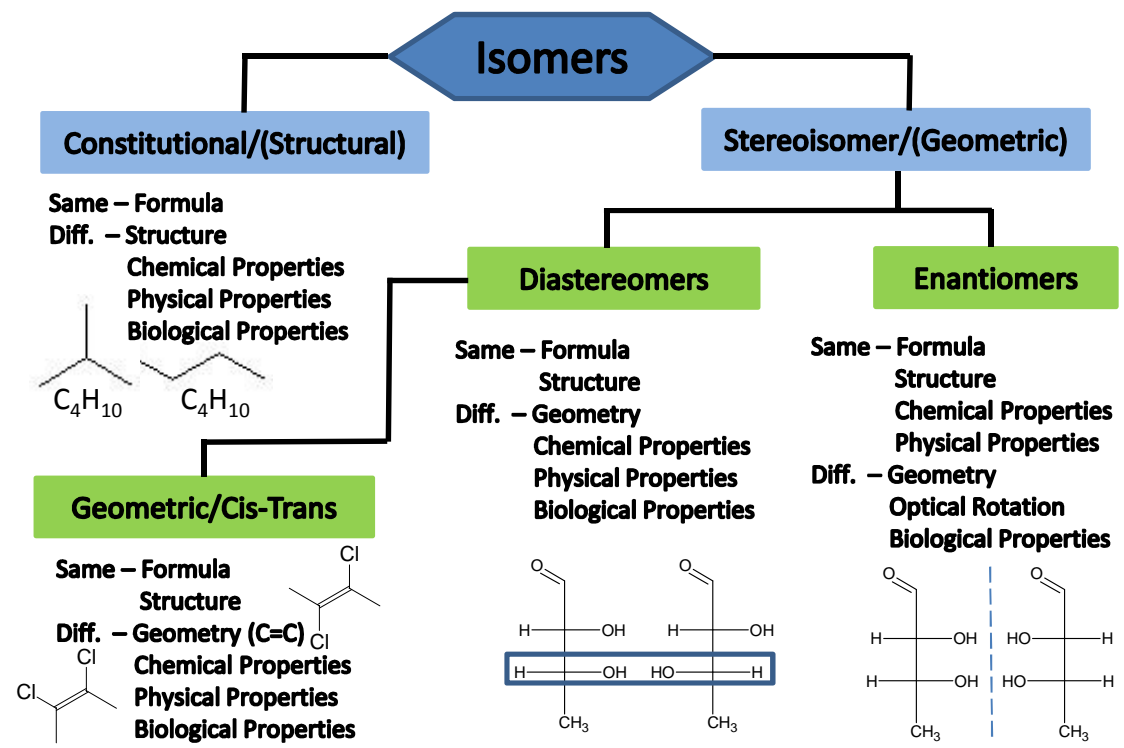 Isomers
Constitutional/(Structural)
Same – Formula
Diff. – Structure
Chemical Properties
Physical Properties
Biological Properties
C₄H₁₀ C₄H₁₀
Stereoisomer/(Geometric)
Diastereomers
Same – Formula
Structure
Diff. – Geometry
Chemical Properties
Physical Properties
Biological Properties
O O
H OH H OH
H OH HO H
CH₃ CH₃
Enantiomers
Same – Formula
Structure
Chemical Properties
Physical Properties
Diff. – Geometry
Optical Rotation
Biological Properties
O O
H OH HO H
H OH HO H
CH₃ CH₃
Geometric/Cis-Trans
Same – Formula
Structure
Diff. – Geometry (C=C)
Chemical Properties
Physical Properties
Biological Properties
Cl
Cl
Cl
Cl